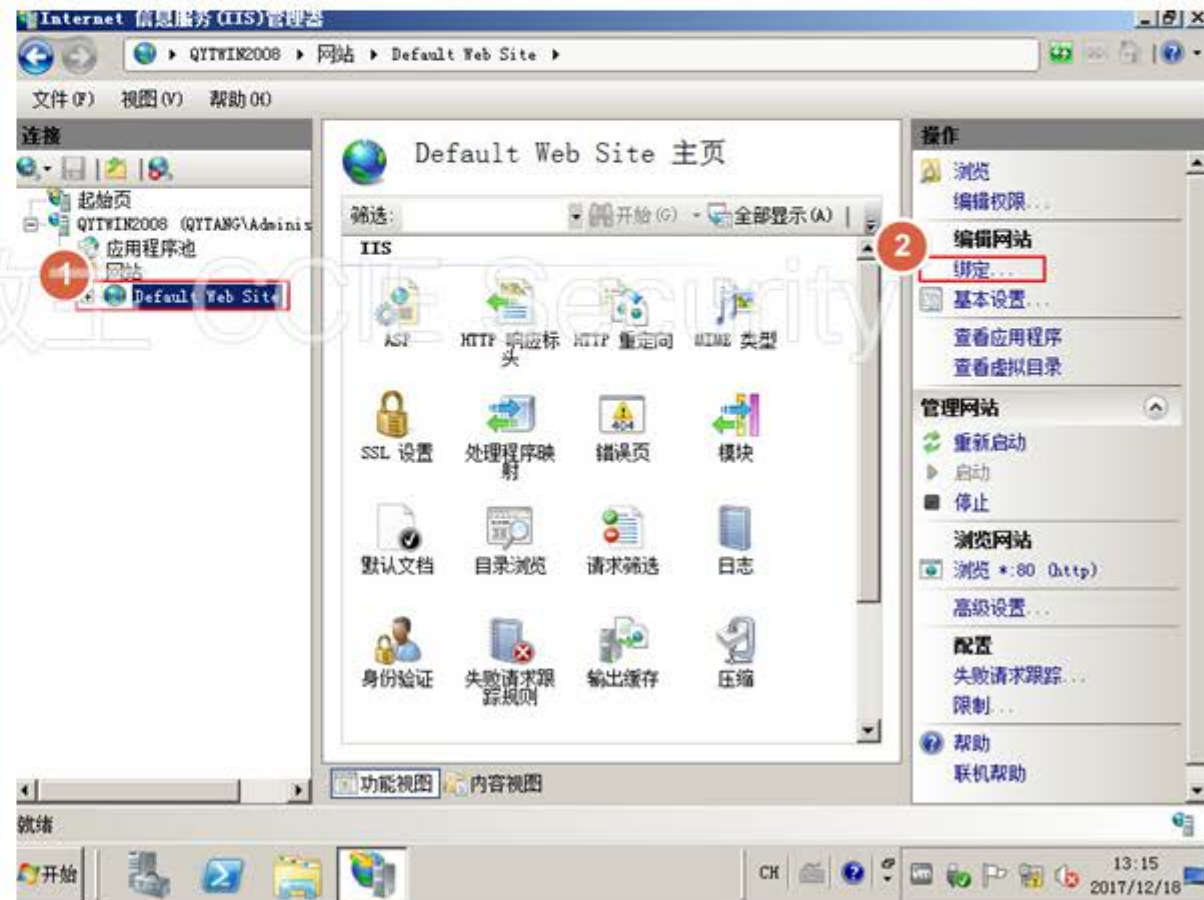 Internet 信息服务(IIS)管理器
QYTWIN2008 网站 Default Web Site
文件(F) 视图(V) 帮助(H)
连接
起始页
QYTWIN2008 (QYTANG\Adminis
应用程序池
网站
1
Default Web Site
Default Web Site 主页
筛选: 开始(G) 全部显示(A)
IIS
ASP
HTTP 响应标头
HTTP 重定向
MIME 类型
SSL 设置
处理程序映射
错误页
404
模块
默认文档
目录浏览
请求筛选
日志
身份验证
失败请求跟踪规则
输出缓存
压缩
功能视图 内容视图
操作
浏览
编辑权限...
编辑网站
2
绑定...
基本设置...
查看应用程序
查看虚拟目录
管理网站
重新启动
启动
停止
浏览网站
浏览 *:80 (http)
高级设置...
配置
失败请求跟踪...
限制...
帮助
联机帮助
就绪
开始
CH
13:15
2017/12/18
CCIE Security